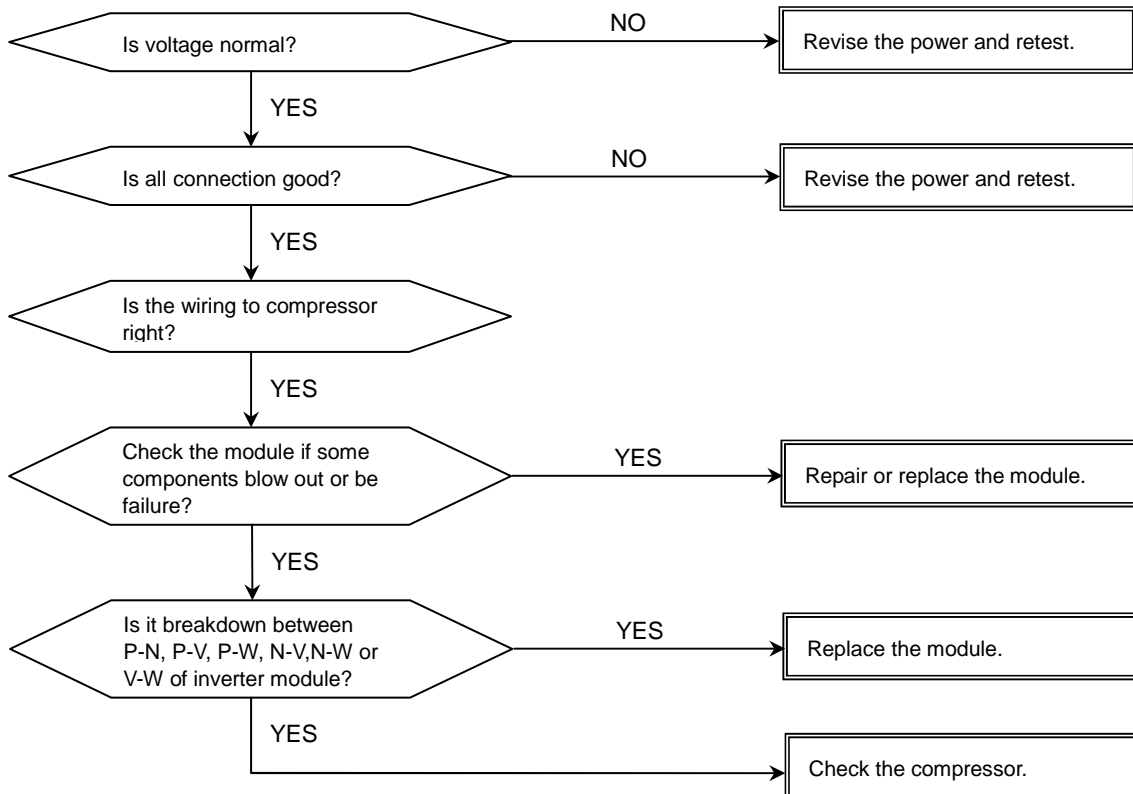 Is voltage normal?
NO
Revise the power and retest.
YES
Is all connection good?
NO
Revise the power and retest.
YES
Is the wiring to compressor
right?
YES
Check the module if some
components blow out or be
failure?
YES
Repair or replace the module.
YES
Is it breakdown between
P-N, P-V, P-W, N-V,N-W or
V-W of inverter module?
YES
Replace the module.
YES
Check the compressor.